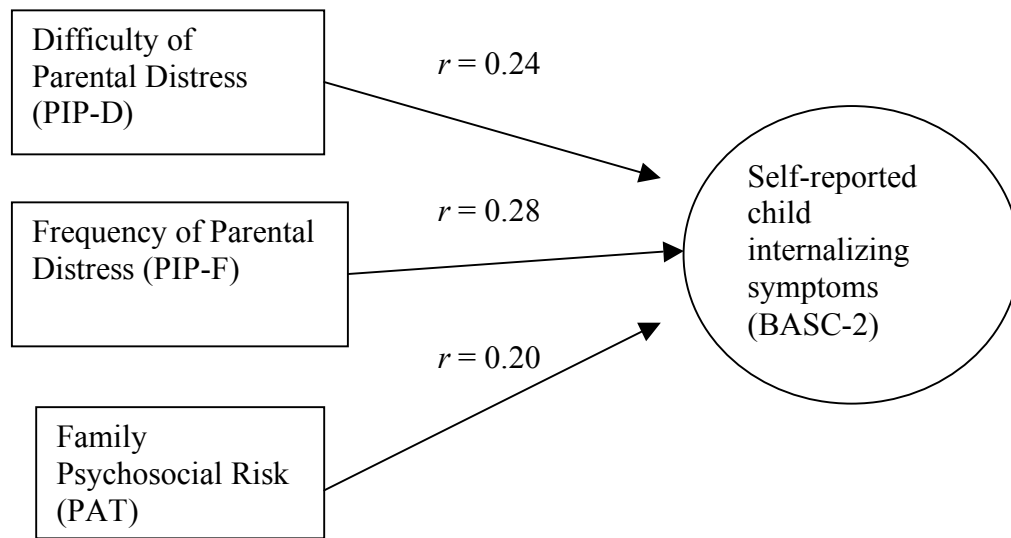 Difficulty of
Parental Distress
(PIP-D)
r = 0.24
Frequency of Parental
Distress (PIP-F)
r = 0.28
Family
Psychosocial Risk
(PAT)
r = 0.20
Self-reported
child
internalizing
symptoms
(BASC-2)